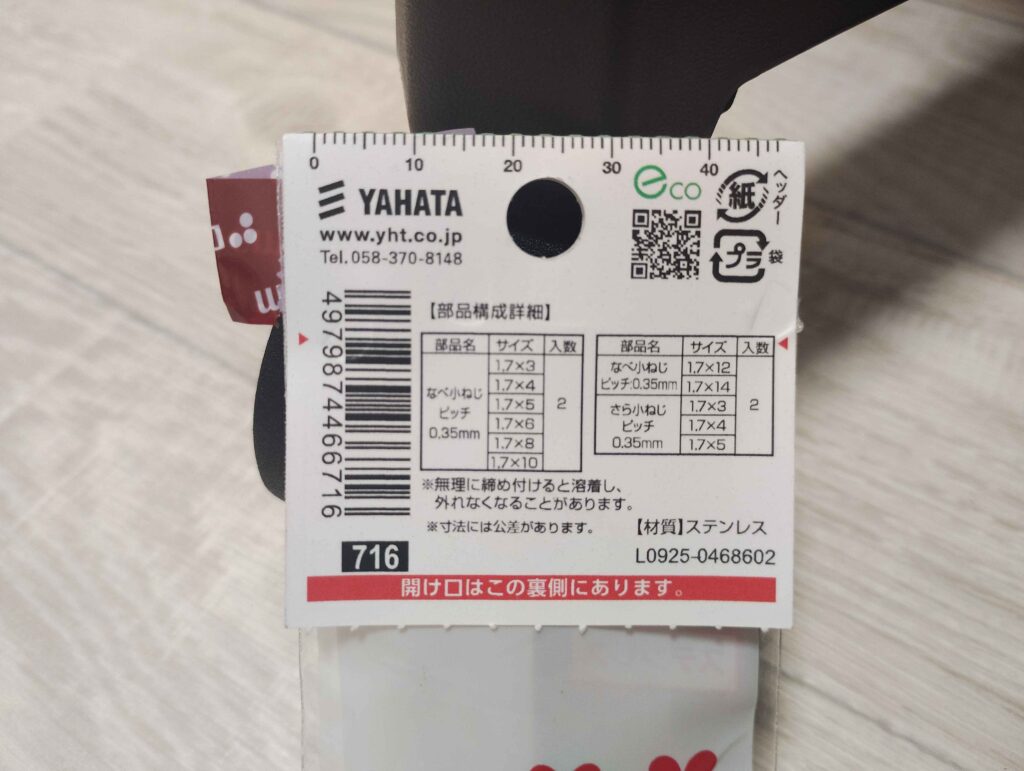 0 10 20 30 40
YAHATA
www.yht.co.jp
Tel.058-370-8148
eco
紙
ヘッダー
プラ
袋
4979874466716
【部品構成詳細】
部品名 サイズ 入数
なべ小ねじ
ピッチ
0.35mm
1.7×3
1.7×4
1.7×5
1.7×6
1.7×8
1.7×10
2
部品名 サイズ 入数
なべ小ねじ
ピッチ:0.35mm
1.7×12
1.7×14
さら小ねじ
ピッチ
0.35mm
1.7×3
1.7×4
1.7×5
2
※無理に締め付けると溶着し、
外れなくなることがあります。
※寸法には公差があります。
【材質】ステンレス
716
L0925-0468602
開け口はこの裏側にあります。